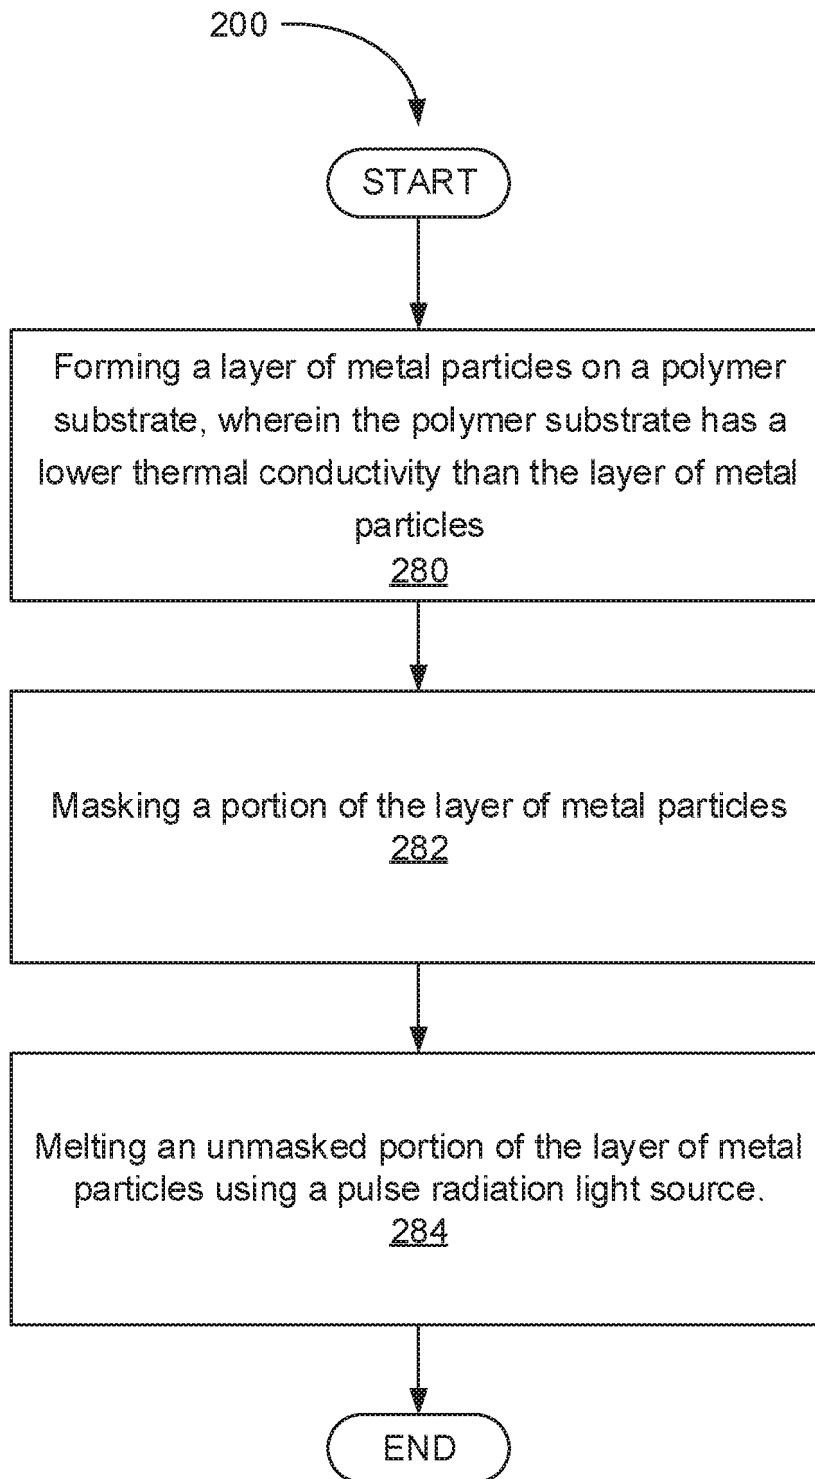 200
START
Forming a layer of metal particles on a polymer
substrate, wherein the polymer substrate has a
lower thermal conductivity than the layer of metal
particles
280
Masking a portion of the layer of metal particles
282
Melting an unmasked portion of the layer of metal
particles using a pulse radiation light source.
284
END